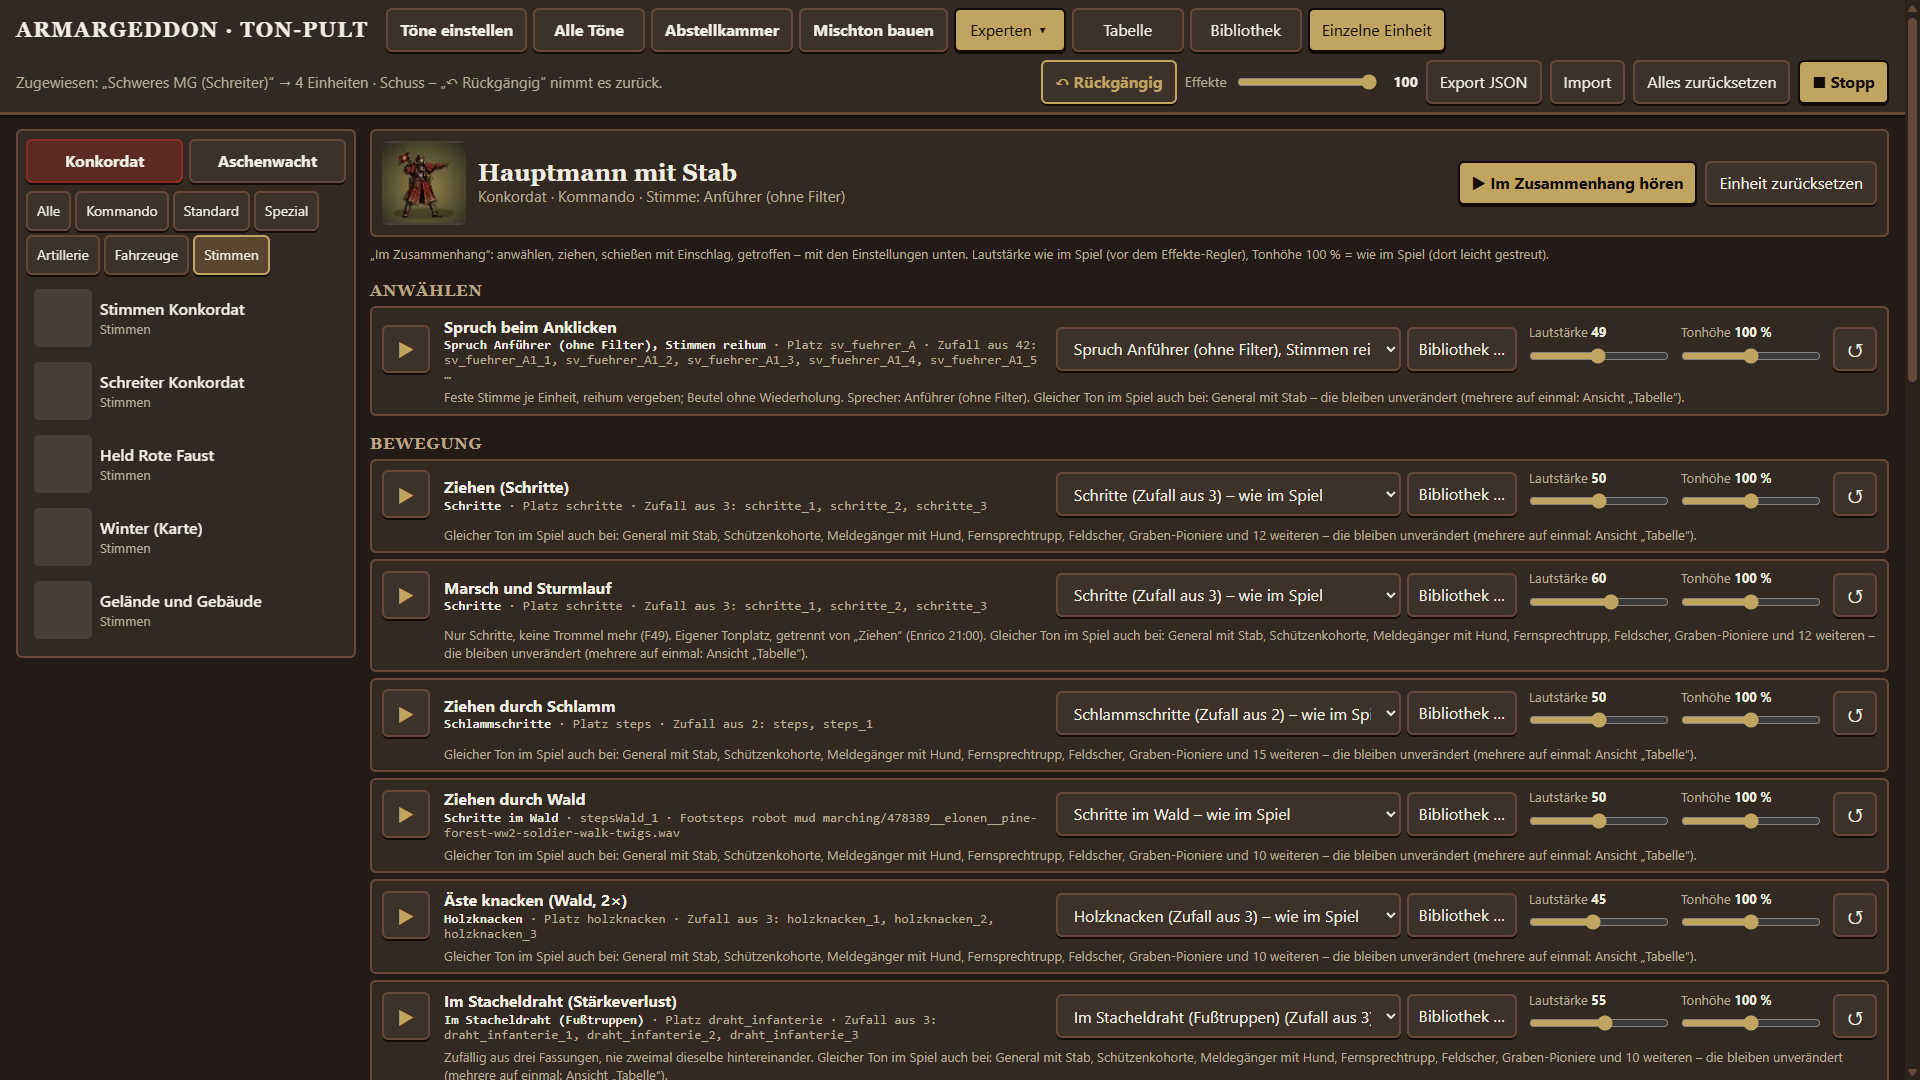 ARMARGEDDON · TON-PULT
Töne einstellen
Alle Töne
Abstellkammer
Mischton bauen
Experten ▾
Tabelle
Bibliothek
Einzelne Einheit
Zugewiesen: „Schweres MG (Schreiter)“ → 4 Einheiten · Schuss – „↶ Rückgängig“ nimmt es zurück.
↶ Rückgängig
Effekte
100
Export JSON
Import
Alles zurücksetzen
■ Stopp
Konkordat
Aschenwacht
Alle
Kommando
Standard
Spezial
Artillerie
Fahrzeuge
Stimmen
Stimmen Konkordat
Stimmen
Schreiter Konkordat
Stimmen
Held Rote Faust
Stimmen
Winter (Karte)
Stimmen
Gelände und Gebäude
Stimmen
Hauptmann mit Stab
Konkordat · Kommando · Stimme: Anführer (ohne Filter)
▶ Im Zusammenhang hören
Einheit zurücksetzen
„Im Zusammenhang“: anwählen, ziehen, schießen mit Einschlag, getroffen – mit den Einstellungen unten. Lautstärke wie im Spiel (vor dem Effekte-Regler), Tonhöhe 100 % = wie im Spiel (dort leicht gestreut).
ANWÄHLEN
Spruch beim Anklicken
Spruch Anführer (ohne Filter), Stimmen reihum · Platz sv_fuehrer_A · Zufall aus 42:
sv_fuehrer_A1_1, sv_fuehrer_A1_2, sv_fuehrer_A1_3, sv_fuehrer_A1_4, sv_fuehrer_A1_5
…
Spruch Anführer (ohne Filter), Stimmen rei
Bibliothek ...
Lautstärke 49
Tonhöhe 100 %
↺
Feste Stimme je Einheit, reihum vergeben; Beutel ohne Wiederholung. Sprecher: Anführer (ohne Filter). Gleicher Ton im Spiel auch bei: General mit Stab – die bleiben unverändert (mehrere auf einmal: Ansicht „Tabelle“).
BEWEGUNG
Ziehen (Schritte)
Schritte · Platz schritte · Zufall aus 3: schritte_1, schritte_2, schritte_3
Schritte (Zufall aus 3) – wie im Spiel
Bibliothek ...
Lautstärke 50
Tonhöhe 100 %
↺
Gleicher Ton im Spiel auch bei: General mit Stab, Schützenkohorte, Meldegänger mit Hund, Fernsprechtrupp, Feldscher, Graben-Pioniere und 12 weiteren – die bleiben unverändert (mehrere auf einmal: Ansicht „Tabelle“).
Marsch und Sturmlauf
Schritte · Platz schritte · Zufall aus 3: schritte_1, schritte_2, schritte_3
Schritte (Zufall aus 3) – wie im Spiel
Bibliothek ...
Lautstärke 60
Tonhöhe 100 %
↺
Nur Schritte, keine Trommel mehr (F49). Eigener Tonplatz, getrennt von „Ziehen“ (Enrico 21:00). Gleicher Ton im Spiel auch bei: General mit Stab, Schützenkohorte, Meldegänger mit Hund, Fernsprechtrupp, Feldscher, Graben-Pioniere und 12 weiteren –
die bleiben unverändert (mehrere auf einmal: Ansicht „Tabelle“).
Ziehen durch Schlamm
Schlammschritte · Platz steps · Zufall aus 2: steps, steps_1
Schlammschritte (Zufall aus 2) – wie im Spi
Bibliothek ...
Lautstärke 50
Tonhöhe 100 %
↺
Gleicher Ton im Spiel auch bei: General mit Stab, Schützenkohorte, Meldegänger mit Hund, Fernsprechtrupp, Feldscher, Graben-Pioniere und 15 weiteren – die bleiben unverändert (mehrere auf einmal: Ansicht „Tabelle“).
Ziehen durch Wald
Schritte im Wald · stepsWald_1 · Footsteps robot mud marching/478389__elonen__pine-
forest-ww2-soldier-walk-twigs.wav
Schritte im Wald – wie im Spiel
Bibliothek ...
Lautstärke 50
Tonhöhe 100 %
↺
Gleicher Ton im Spiel auch bei: General mit Stab, Schützenkohorte, Meldegänger mit Hund, Fernsprechtrupp, Feldscher, Graben-Pioniere und 10 weiteren – die bleiben unverändert (mehrere auf einmal: Ansicht „Tabelle“).
Äste knacken (Wald, 2×)
Holzknacken · Platz holzknacken · Zufall aus 3: holzknacken_1, holzknacken_2,
holzknacken_3
Holzknacken (Zufall aus 3) – wie im Spiel
Bibliothek ...
Lautstärke 45
Tonhöhe 100 %
↺
Gleicher Ton im Spiel auch bei: General mit Stab, Schützenkohorte, Meldegänger mit Hund, Fernsprechtrupp, Feldscher, Graben-Pioniere und 10 weiteren – die bleiben unverändert (mehrere auf einmal: Ansicht „Tabelle“).
Im Stacheldraht (Stärkeverlust)
Im Stacheldraht (Fußtruppen) · Platz draht_infanterie · Zufall aus 3:
draht_infanterie_1, draht_infanterie_2, draht_infanterie_3
Im Stacheldraht (Fußtruppen) (Zufall aus 3)
Bibliothek ...
Lautstärke 55
Tonhöhe 100 %
↺
Zufällig aus drei Fassungen, nie zweimal dieselbe hintereinander. Gleicher Ton im Spiel auch bei: General mit Stab, Schützenkohorte, Meldegänger mit Hund, Fernsprechtrupp, Feldscher, Graben-Pioniere und 10 weiteren – die bleiben unverändert
(mehrere auf einmal: Ansicht „Tabelle“).